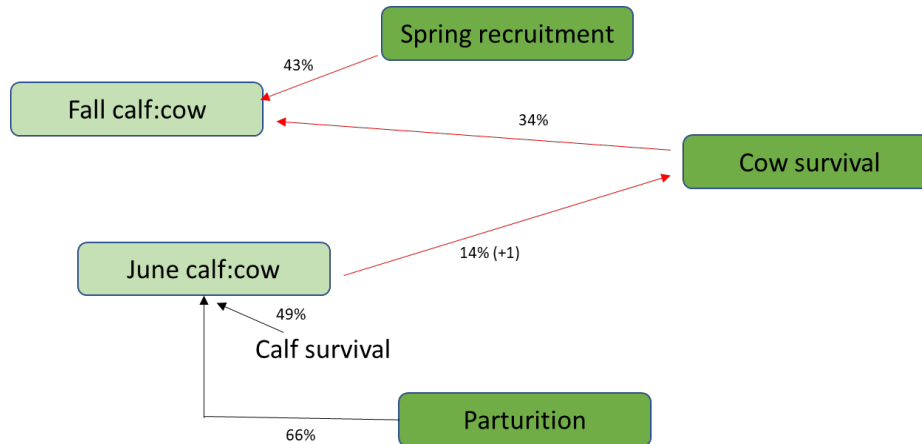 Spring recruitment
43%
Fall calf:cow
34%
Cow survival
14% (+1)
June calf:cow
49%
Calf survival
Parturition
66%